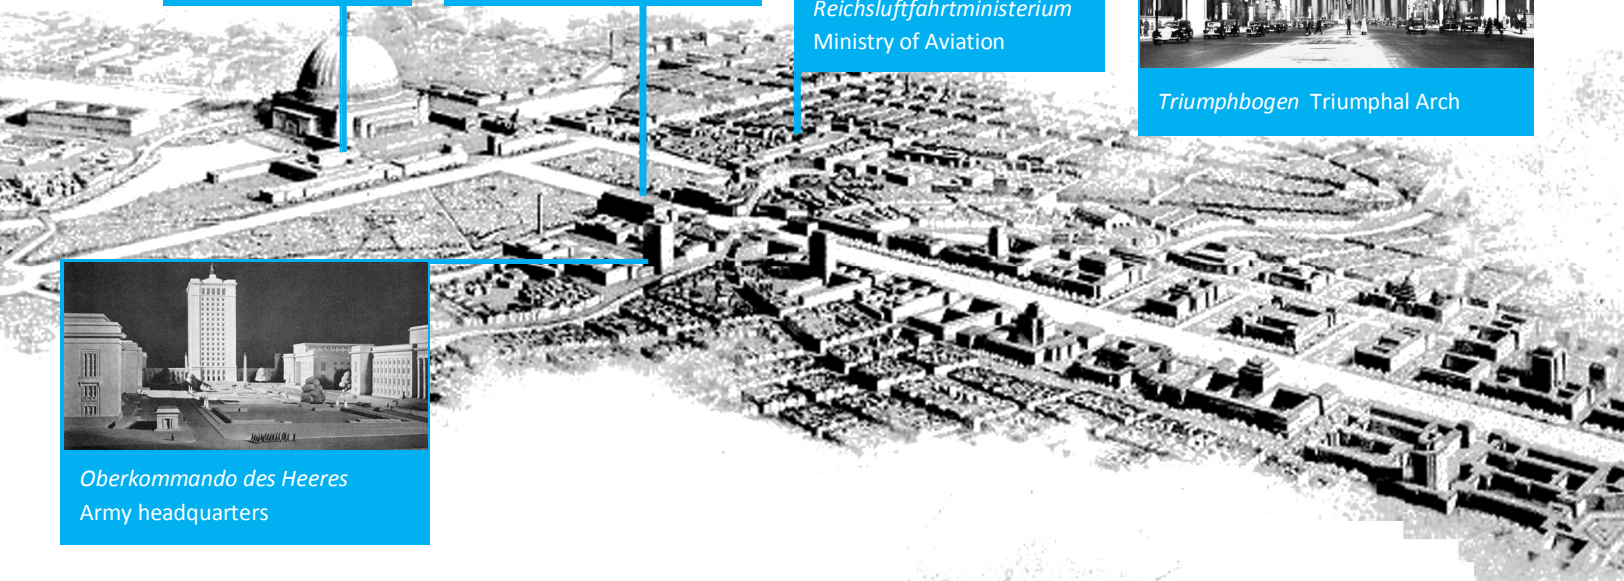 Reichsluftfahrtministerium
Ministry of Aviation
Triumphbogen Triumphal Arch
Oberkommando des Heeres
Army headquarters